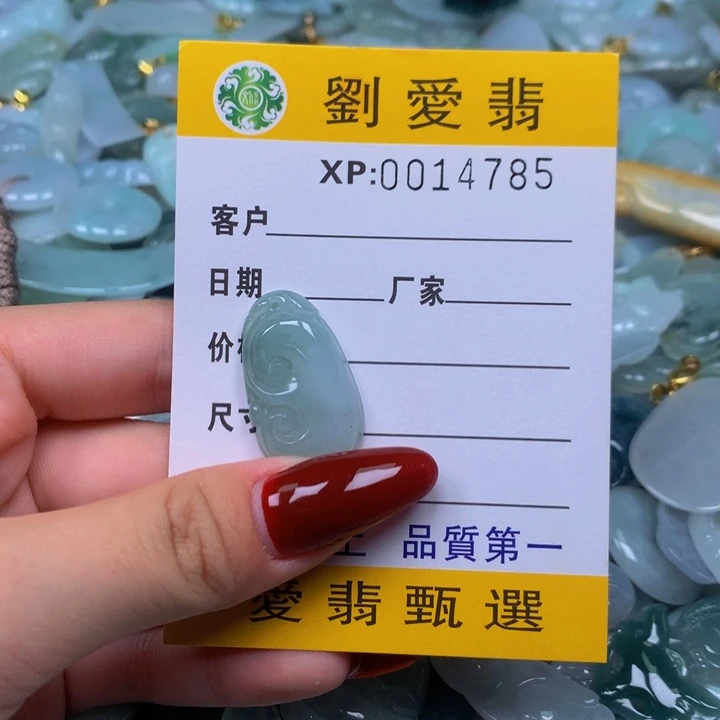 劉愛翡
XP:0014785
客户
日期 厂家
价
尺寸
品質第一
愛翡甄選